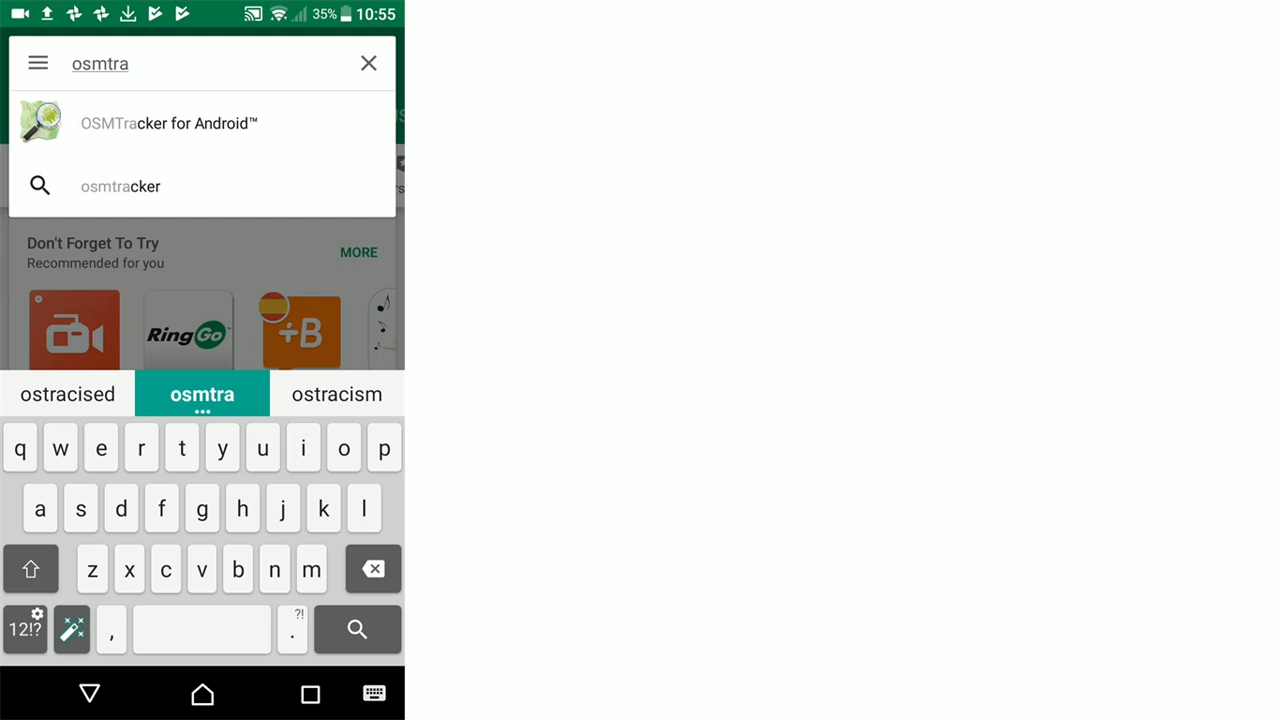 35% 10:55
osmtra
OSMTracker for Android™
osmtracker
Don't Forget To Try
Recommended for you
MORE
RingGo™
+B
ostracised osmtra ostracism
q w e r t y u i o p
a s d f g h j k l
z x c v b n m
12!? , . ?!